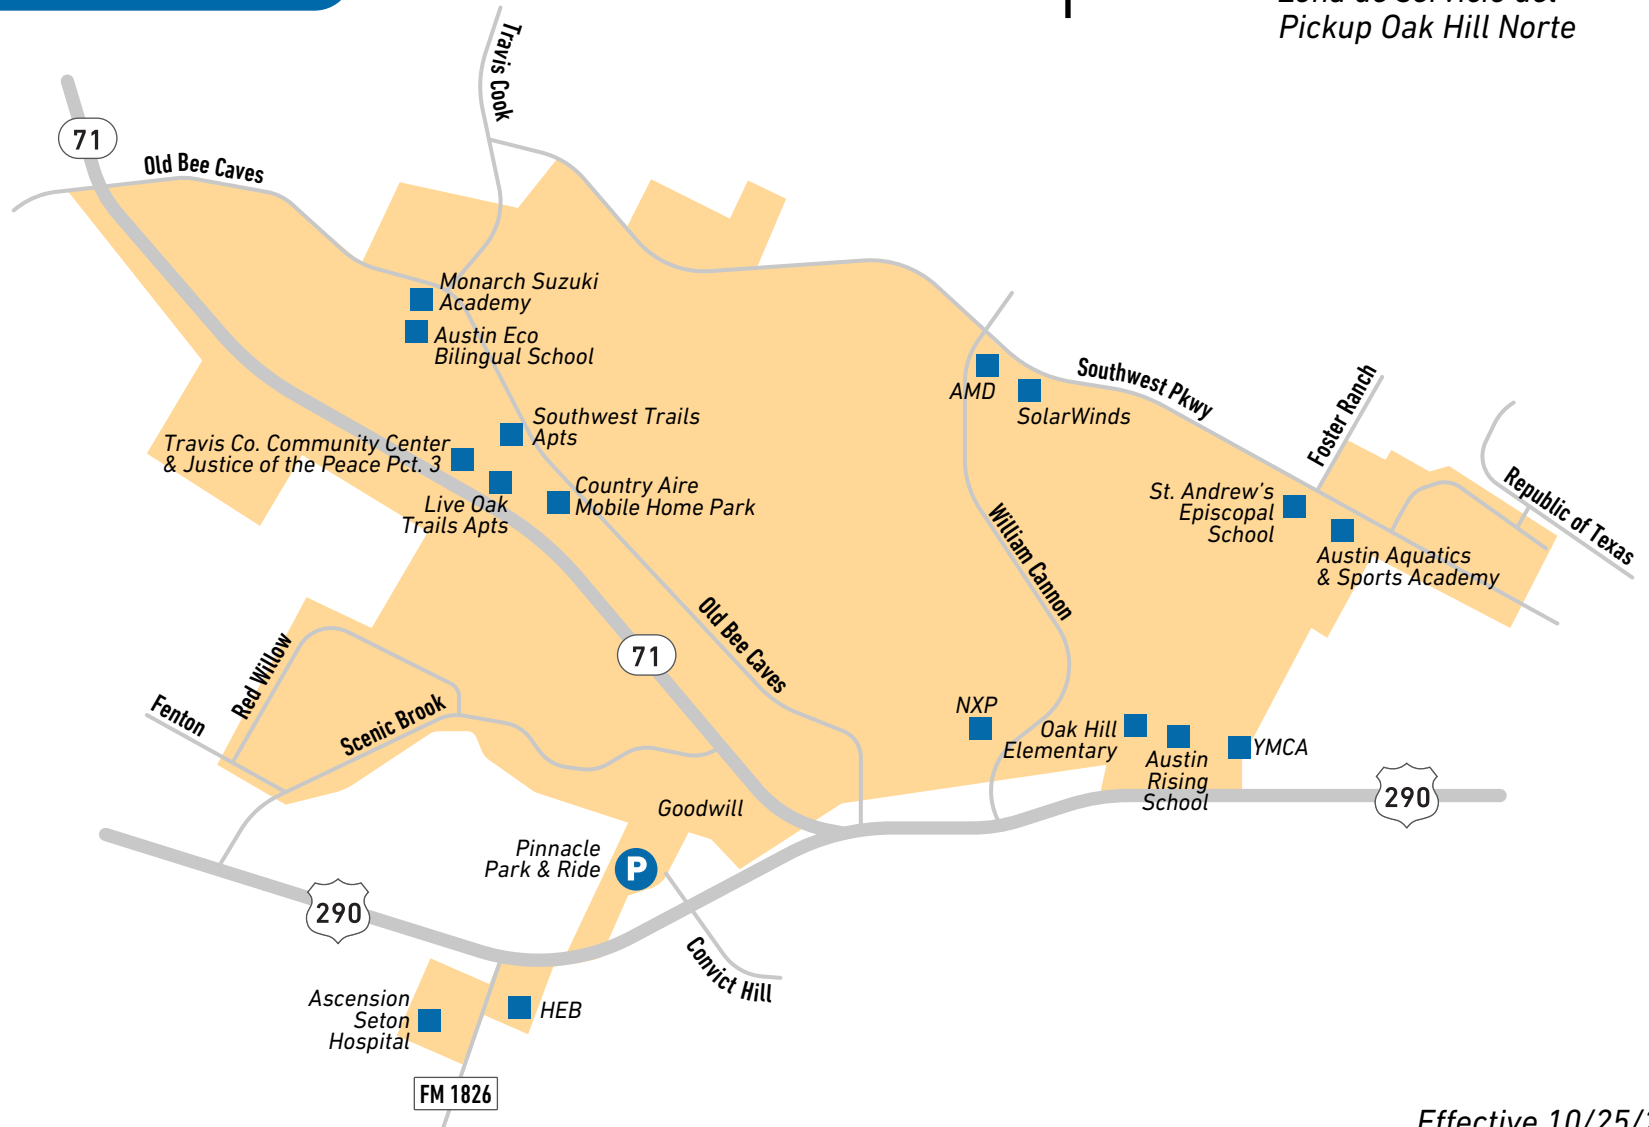 Pickup Oak Hill Norte
Travis Cook
71
Old Bee Caves
Monarch Suzuki
Academy
Austin Eco
Bilingual School
AMD
SolarWinds
Southwest Pkwy
Foster Ranch
Republic of Texas
Southwest Trails
Apts
Travis Co. Community Center
& Justice of the Peace Pct. 3
Live Oak
Trails Apts
Country Aire
Mobile Home Park
St. Andrew's
Episcopal
School
Austin Aquatics
& Sports Academy
William Cannon
Old Bee Caves
71
Red Willow
Fenton
Scenic Brook
NXP
Oak Hill
Elementary
Austin
Rising
School
YMCA
290
Goodwill
Pinnacle
Park & Ride
P
290
Convict Hill
Ascension
Seton
Hospital
HEB
FM 1826
Effective 10/25/